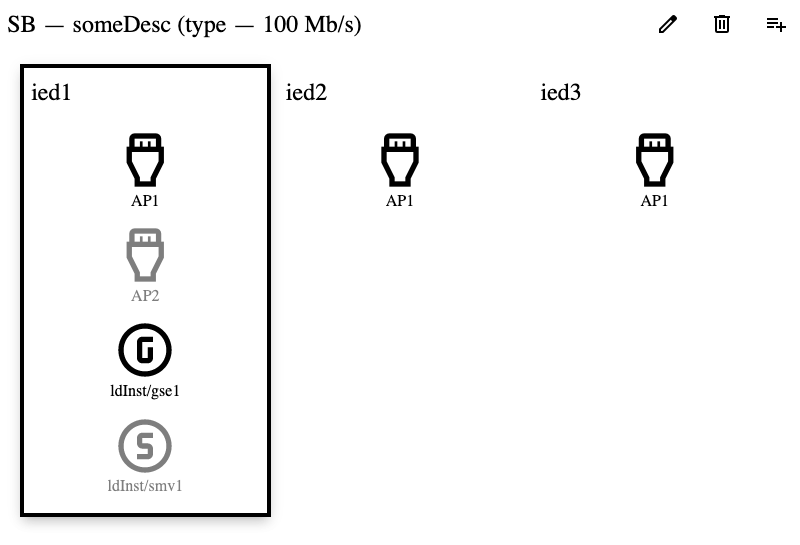 SB — someDesc (type — 100 Mb/s)
ied1
AP1
AP2
G
ldInst/gse1
S
ldInst/smv1
ied2
AP1
ied3
AP1